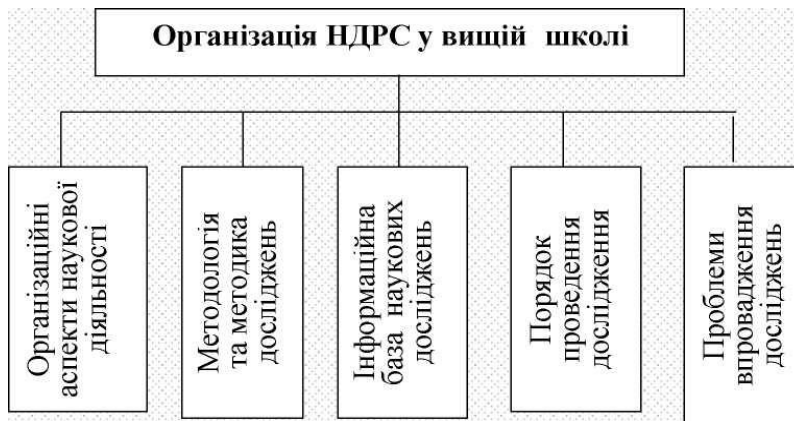 Організація НДРС у вищій школі
Організаційні
аспекти наукової
діяльності
Методологія
та методика
досліджень
Інформаційна
база наукових
досліджень
Порядок
проведення
дослідження
Проблеми
впровадження
досліджень